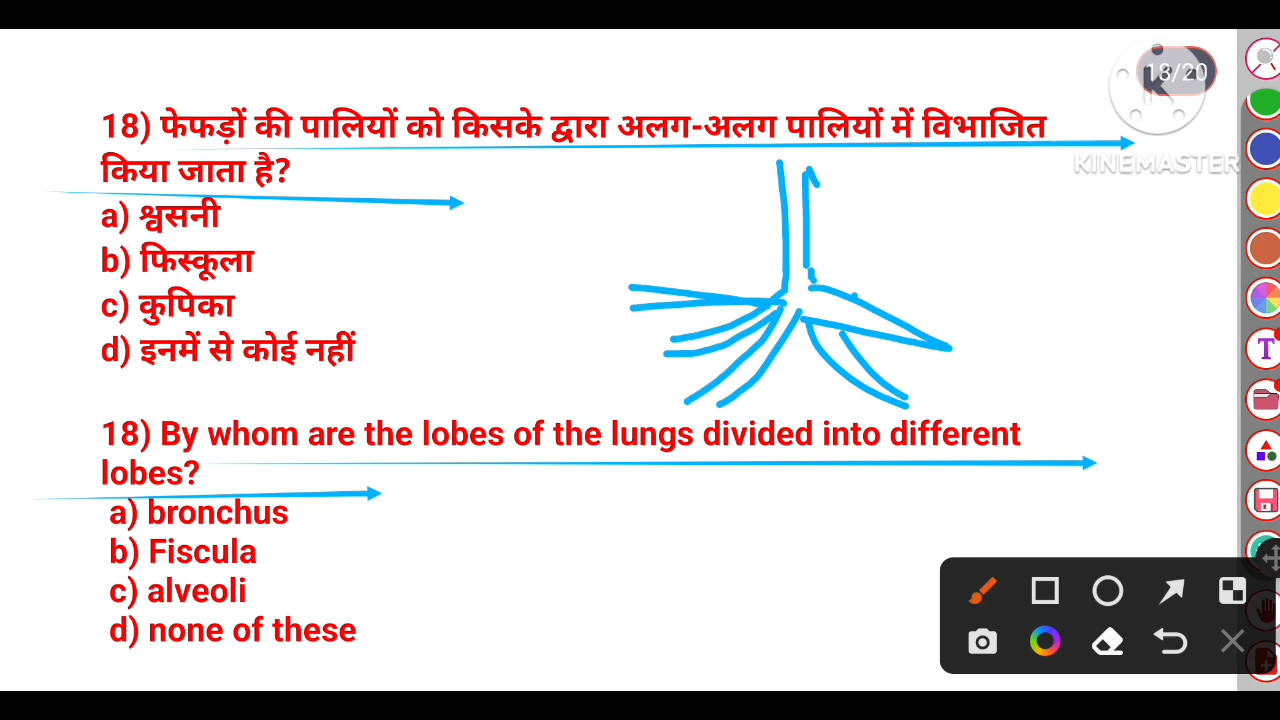 18/20
KINEMASTER
18) फेफड़ों की पालियों को किसके द्वारा अलग-अलग पालियों में विभाजित
किया जाता है?
a) श्वसनी
b) फिस्कूला
c) कुपिका
d) इनमें से कोई नहीं
18) By whom are the lobes of the lungs divided into different
lobes?
a) bronchus
b) Fiscula
c) alveoli
d) none of these
T